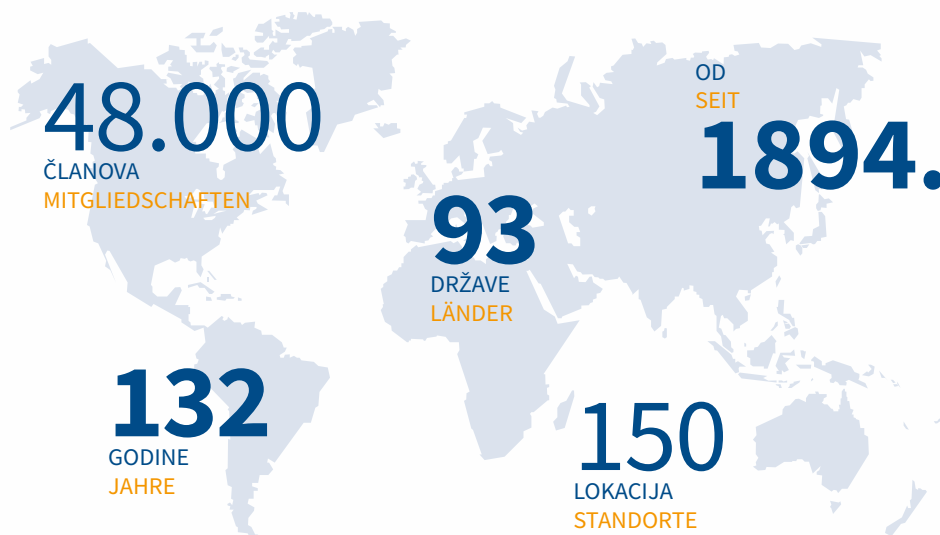 48.000
ČLANOVA
MITGLIEDSCHAFTEN
OD
SEIT
1894.
93
DRŽAVE
LÄNDER
132
GODINE
JAHRE
150
LOKACIJA
STANDORTE